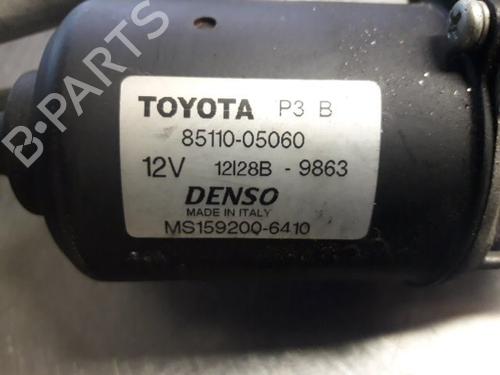 B-PARTS
TOYOTA P3 B
85110-05060
12V 12I28B - 9863
DENSO
MADE IN ITALY
MS159200-6410